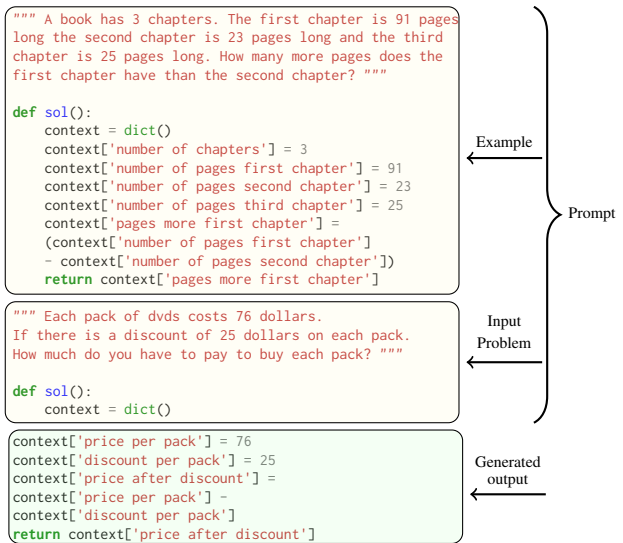 """ A book has 3 chapters. The first chapter is 91 pages
long the second chapter is 23 pages long and the third
chapter is 25 pages long. How many more pages does the
first chapter have than the second chapter? """
def sol():
    context = dict()
    context['number of chapters'] = 3
    context['number of pages first chapter'] = 91
    context['number of pages second chapter'] = 23
    context['number of pages third chapter'] = 25
    context['pages more first chapter'] =
    (context['number of pages first chapter']
    - context['number of pages second chapter'])
    return context['pages more first chapter']
Example
Prompt
""" Each pack of dvds costs 76 dollars.
If there is a discount of 25 dollars on each pack.
How much do you have to pay to buy each pack? """
def sol():
    context = dict()
Input
Problem
context['price per pack'] = 76
context['discount per pack'] = 25
context['price after discount'] =
context['price per pack'] -
context['discount per pack']
return context['price after discount']
Generated
output